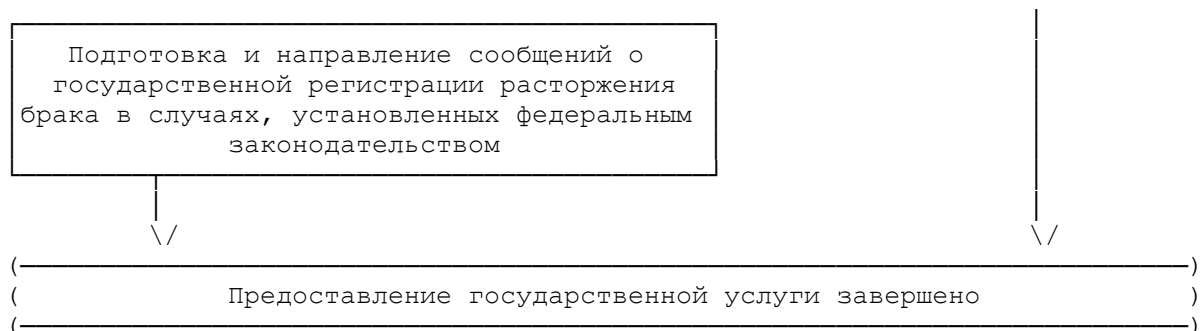 Подготовка и направление сообщений о
государственной регистрации расторжения
брака в случаях, установленных федеральным
законодательством
Предоставление государственной услуги завершено